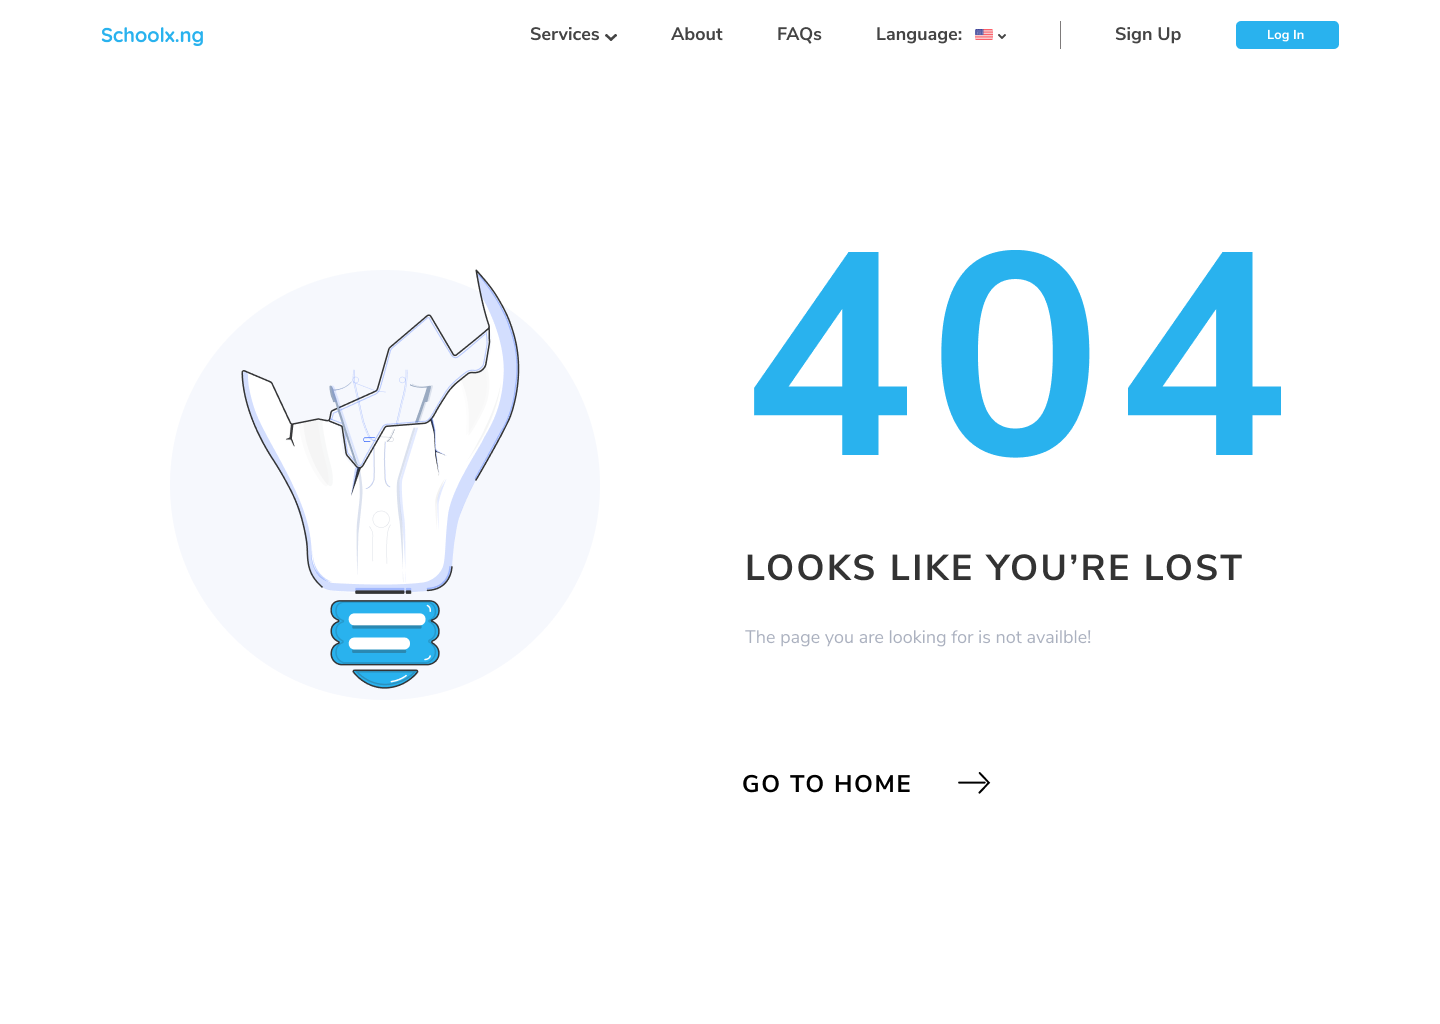 Schoolx.ng Services About FAQs Language: Sign Up Log In
404
LOOKS LIKE YOU’RE LOST
The page you are looking for is not availble!
GO TO HOME